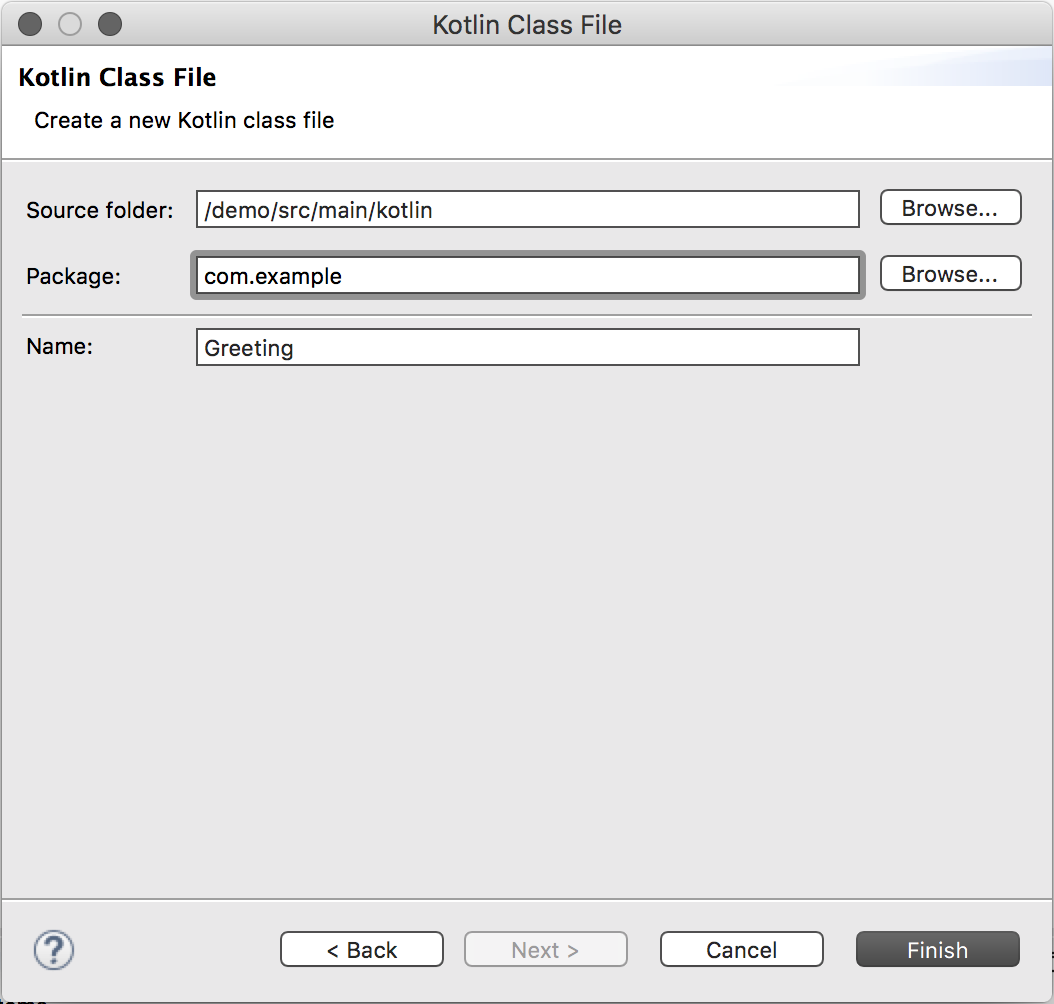 Kotlin Class File
Kotlin Class File
Create a new Kotlin class file
Source folder: /demo/src/main/kotlin Browse...
Package: com.example Browse...
Name: Greeting
? < Back Next > Cancel Finish